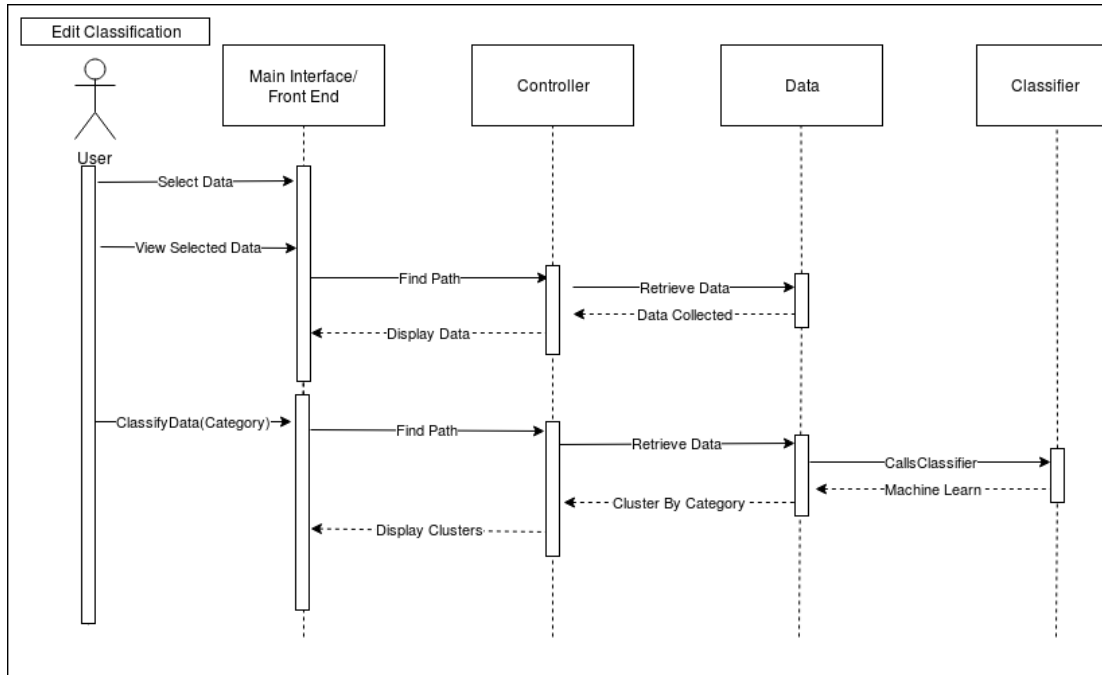 Edit Classification
Main Interface/
Front End
Controller
Data
Classifier
User
Select Data
View Selected Data
Find Path
Retrieve Data
Data Collected
Display Data
ClassifyData(Category)
Find Path
Retrieve Data
CallsClassifier
Machine Learn
Cluster By Category
Display Clusters